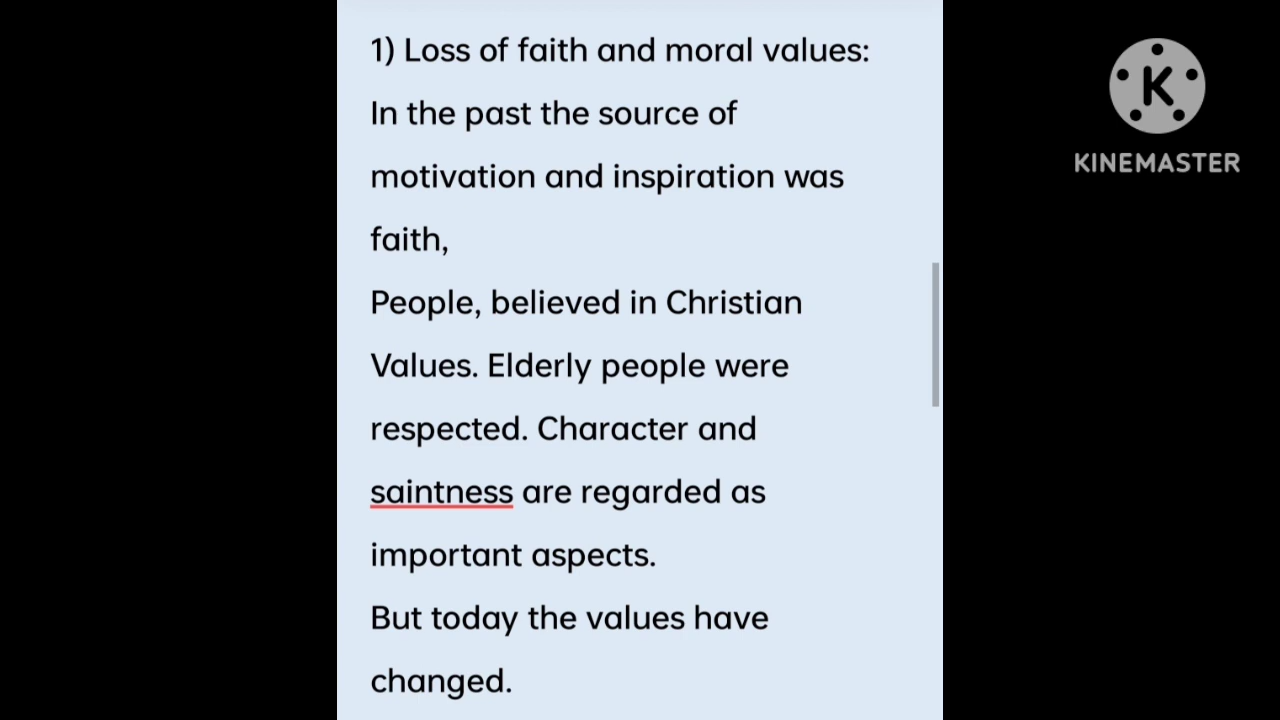 1) Loss of faith and moral values:
In the past the source of
motivation and inspiration was
faith,
People, believed in Christian
Values. Elderly people were
respected. Character and
saintness are regarded as
important aspects.
But today the values have
changed.
K
KINEMASTER